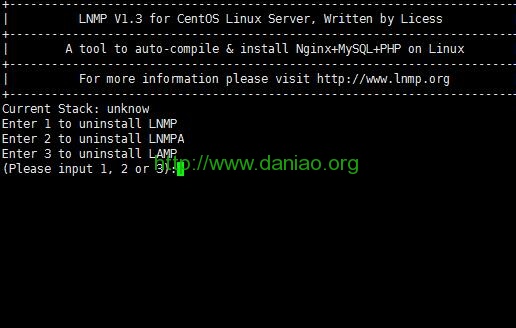 +------------------------------------------------------------------------
|          LNMP V1.3 for CentOS Linux Server, Written by Licess
+------------------------------------------------------------------------
|        A tool to auto-compile & install Nginx+MySQL+PHP on Linux
+------------------------------------------------------------------------
|          For more information please visit http://www.lnmp.org
+------------------------------------------------------------------------
Current Stack: unknow
Enter 1 to uninstall LNMP
Enter 2 to uninstall LNMPA
Enter 3 to uninstall LAMP
(Please input 1, 2 or 3):
http://www.daniao.org